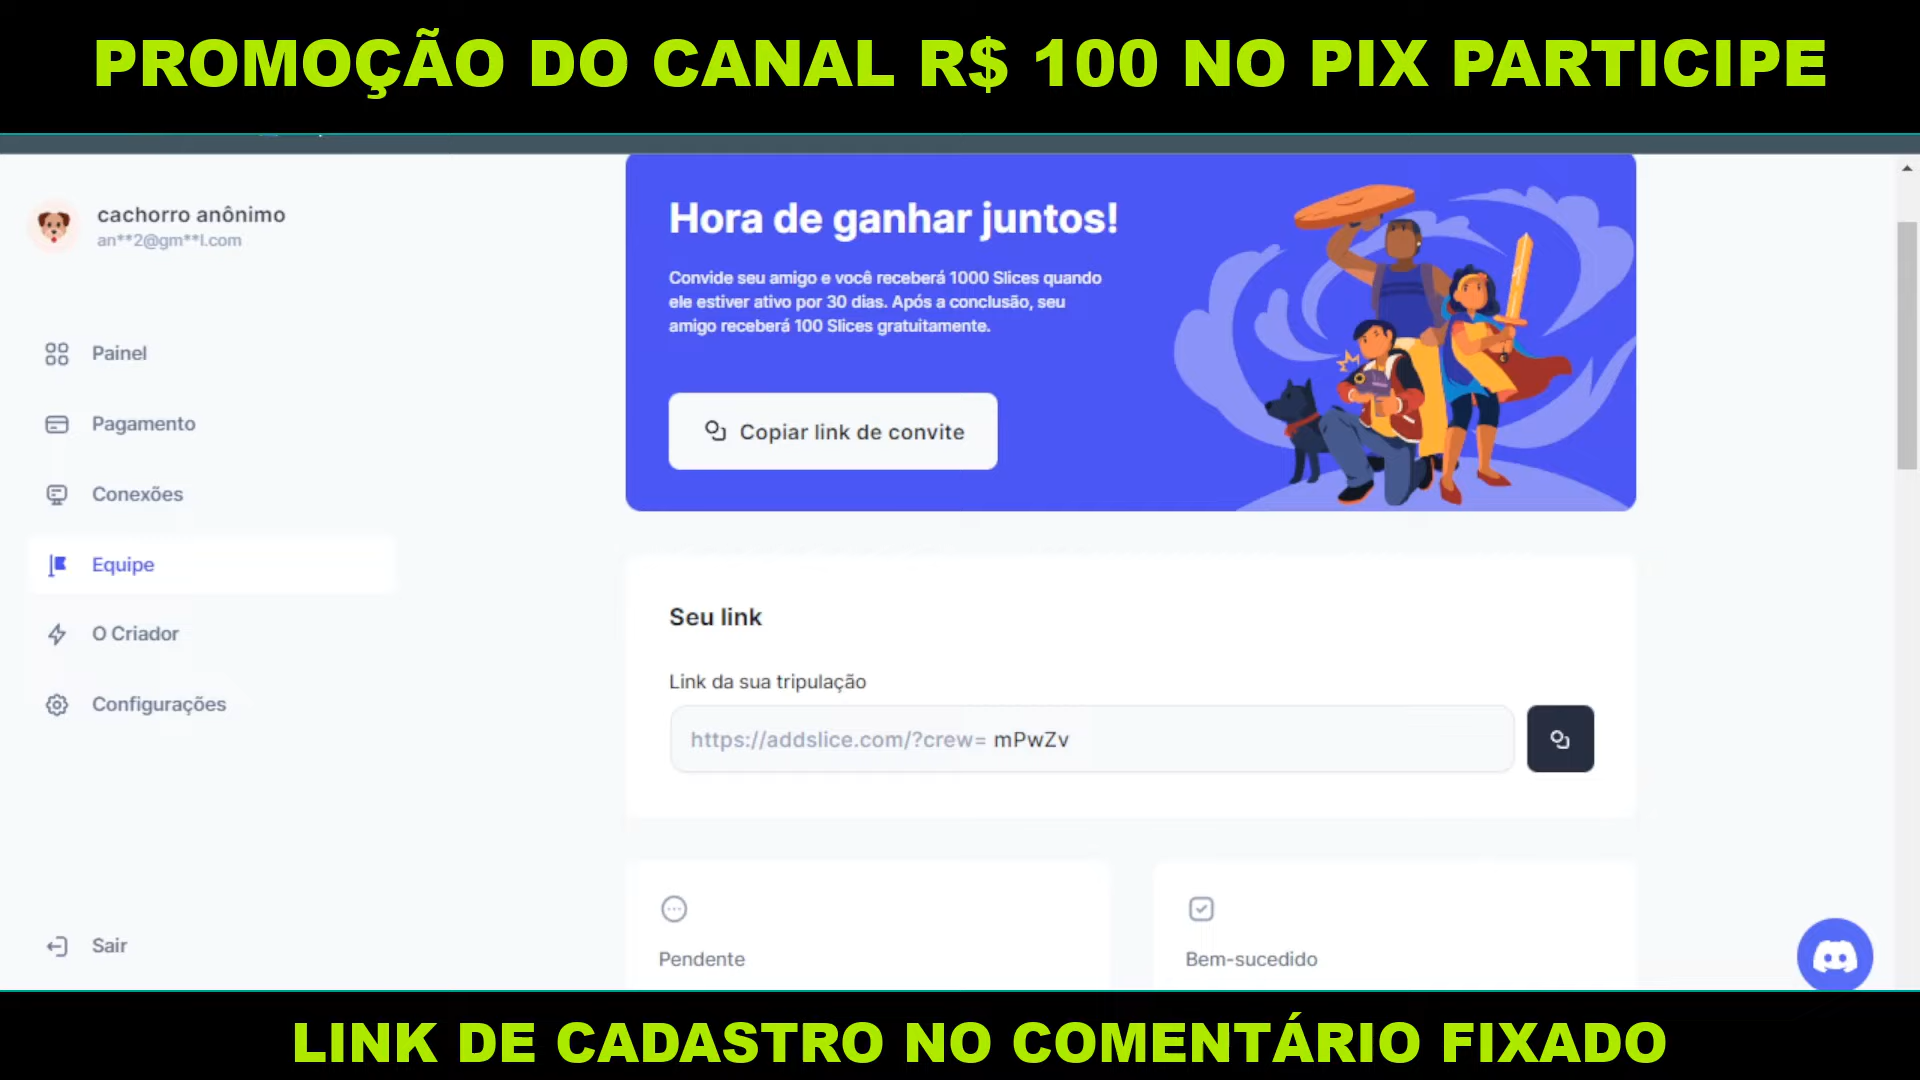 PROMOÇÃO DO CANAL R$ 100 NO PIX PARTICIPE
cachorro anônimo
an**2@gm**l.com
Painel
Pagamento
Conexões
Equipe
O Criador
Configurações
Sair
Hora de ganhar juntos!
Convide seu amigo e você receberá 1000 Slices quando
ele estiver ativo por 30 dias. Após a conclusão, seu
amigo receberá 100 Slices gratuitamente.
Copiar link de convite
Seu link
Link da sua tripulação
https://addslice.com/?crew= mPwZv
Pendente
Bem-sucedido
LINK DE CADASTRO NO COMENTÁRIO FIXADO